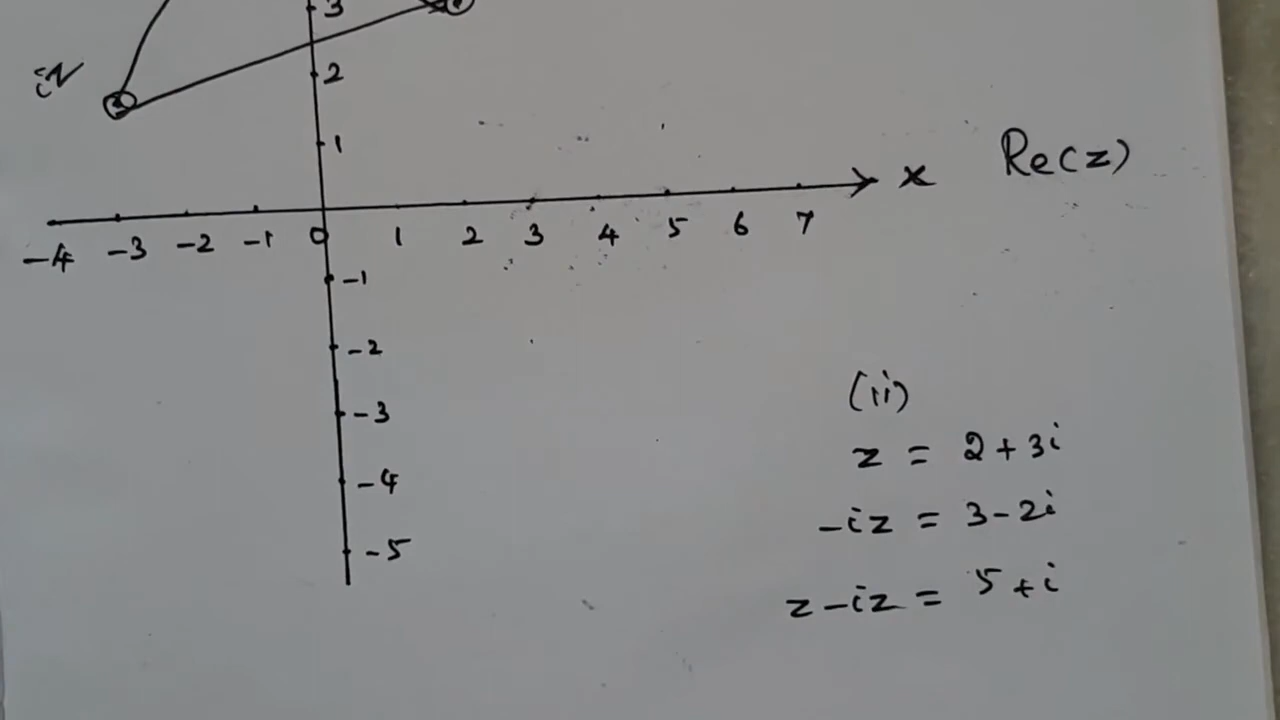 3
iz
2
1
x Re(z)
-4 -3 -2 -1 0 1 2 3 4 5 6 7
-1
-2
-3
-4
-5
(ii)
z = 2+3i
-iz = 3-2i
z-iz = 5+i